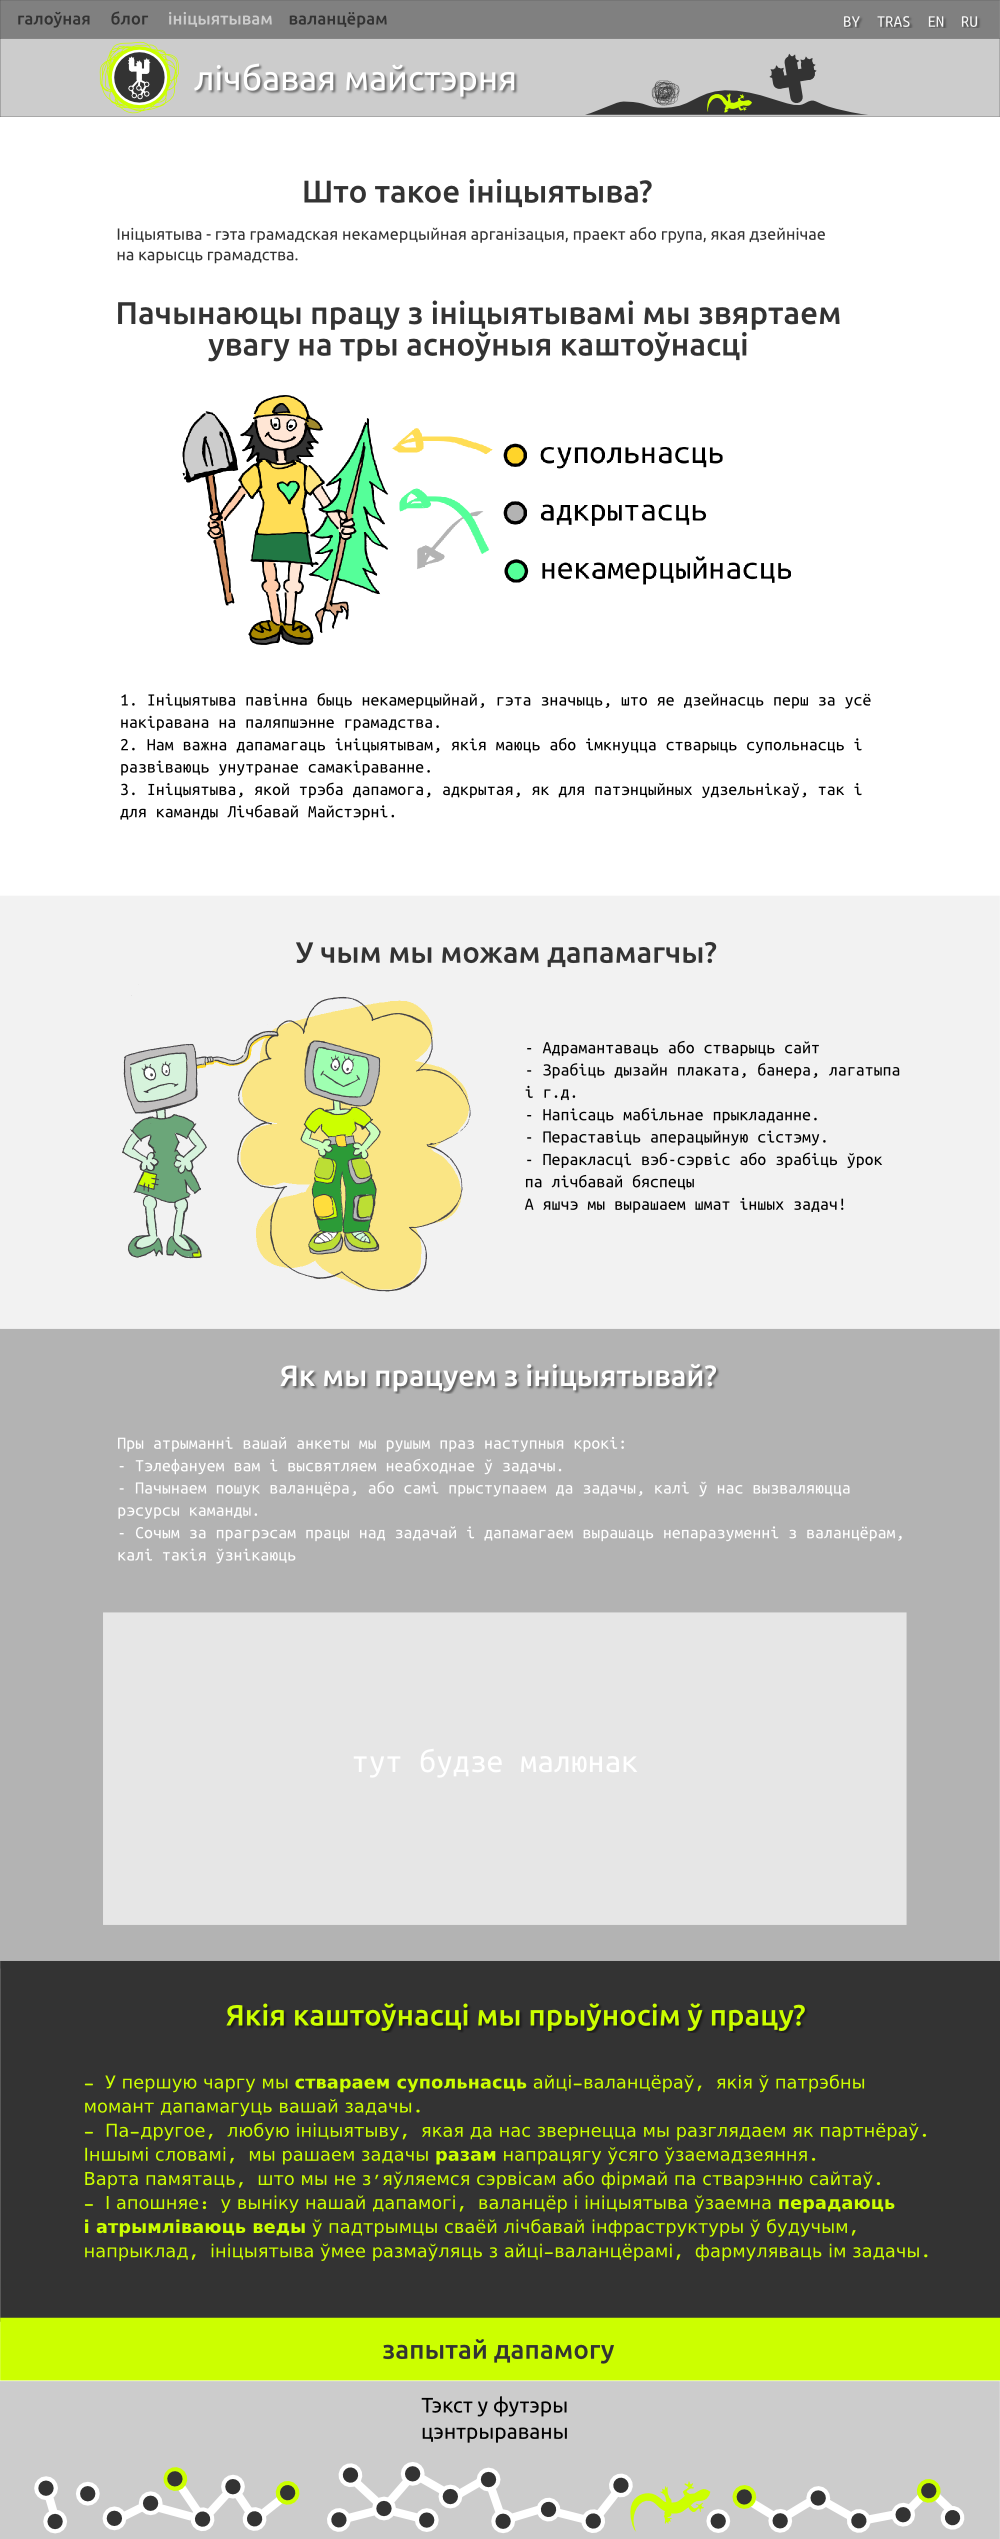 галоўная блог ініцыятывам валанцёрам
BY TRAS EN RU
лічбавая майстэрня
Што такое ініцыятыва?
Ініцыятыва - гэта грамадская некамерцыйная арганізацыя, праект або група, якая дзейнічае
на карысць грамадства.
Пачынаюцы працу з ініцыятывамі мы звяртаем
увагу на тры асноўныя каштоўнасці
супольнасць
адкрытасць
некамерцыйнасць
1. Ініцыятыва павінна быць некамерцыйнай, гэта значыць, што яе дзейнасць перш за ўсё
накіравана на паляпшэнне грамадства.
2. Нам важна дапамагаць ініцыятывам, якія маюць або імкнуцца стварыць супольнасць і
развіваюць унутранае самакіраванне.
3. Ініцыятыва, якой трэба дапамога, адкрытая, як для патэнцыйных удзельнікаў, так і
для каманды Лічбавай Майстэрні.
У чым мы можам дапамагчы?
- Адрамантаваць або стварыць сайт
- Зрабіць дызайн плаката, банера, лагатыпа
і г.д.
- Напісаць мабільнае прыкладанне.
- Пераставіць аперацыйную сістэму.
- Перакласці вэб-сэрвіс або зрабіць ўрок
па лічбавай бяспецы
А яшчэ мы вырашаем шмат іншых задач!
Як мы працуем з ініцыятывай?
Пры атрыманні вашай анкеты мы рушым праз наступныя крокі:
- Тэлефануем вам і высвятляем неабходнае ў задачы.
- Пачынаем пошук валанцёра, або самі прыступааем да задачы, калі ў нас вызваляюцца
рэсурсы каманды.
- Сочым за прагрэсам працы над задачай і дапамагаем вырашаць непаразуменні з валанцёрам,
калі такія ўзнікаюць
тут будзе малюнак
Якія каштоўнасці мы прыўносім ў працу?
- У першую чаргу мы ствараем супольнасць айці-валанцёраў, якія ў патрэбны
момант дапамагуць вашай задачы.
- Па-другое, любую ініцыятыву, якая да нас звернецца мы разглядаем як партнёраў.
Іншымі словамі, мы рашаем задачы разам напрацягу ўсяго ўзаемадзеяння.
Варта памятаць, што мы не з'яўляемся сэрвісам або фірмай па стварэнню сайтаў.
- І апошняе: у выніку нашай дапамогі, валанцёр і ініцыятыва ўзаемна перадаюць
і атрымліваюць веды ў падтрымцы сваёй лічбавай інфраструктуры ў будучым,
напрыклад, ініцыятыва ўмее размаўляць з айці-валанцёрамі, фармуляваць ім задачы.
запытай дапамогу
Тэкст у футэры
цэнтрыраваны